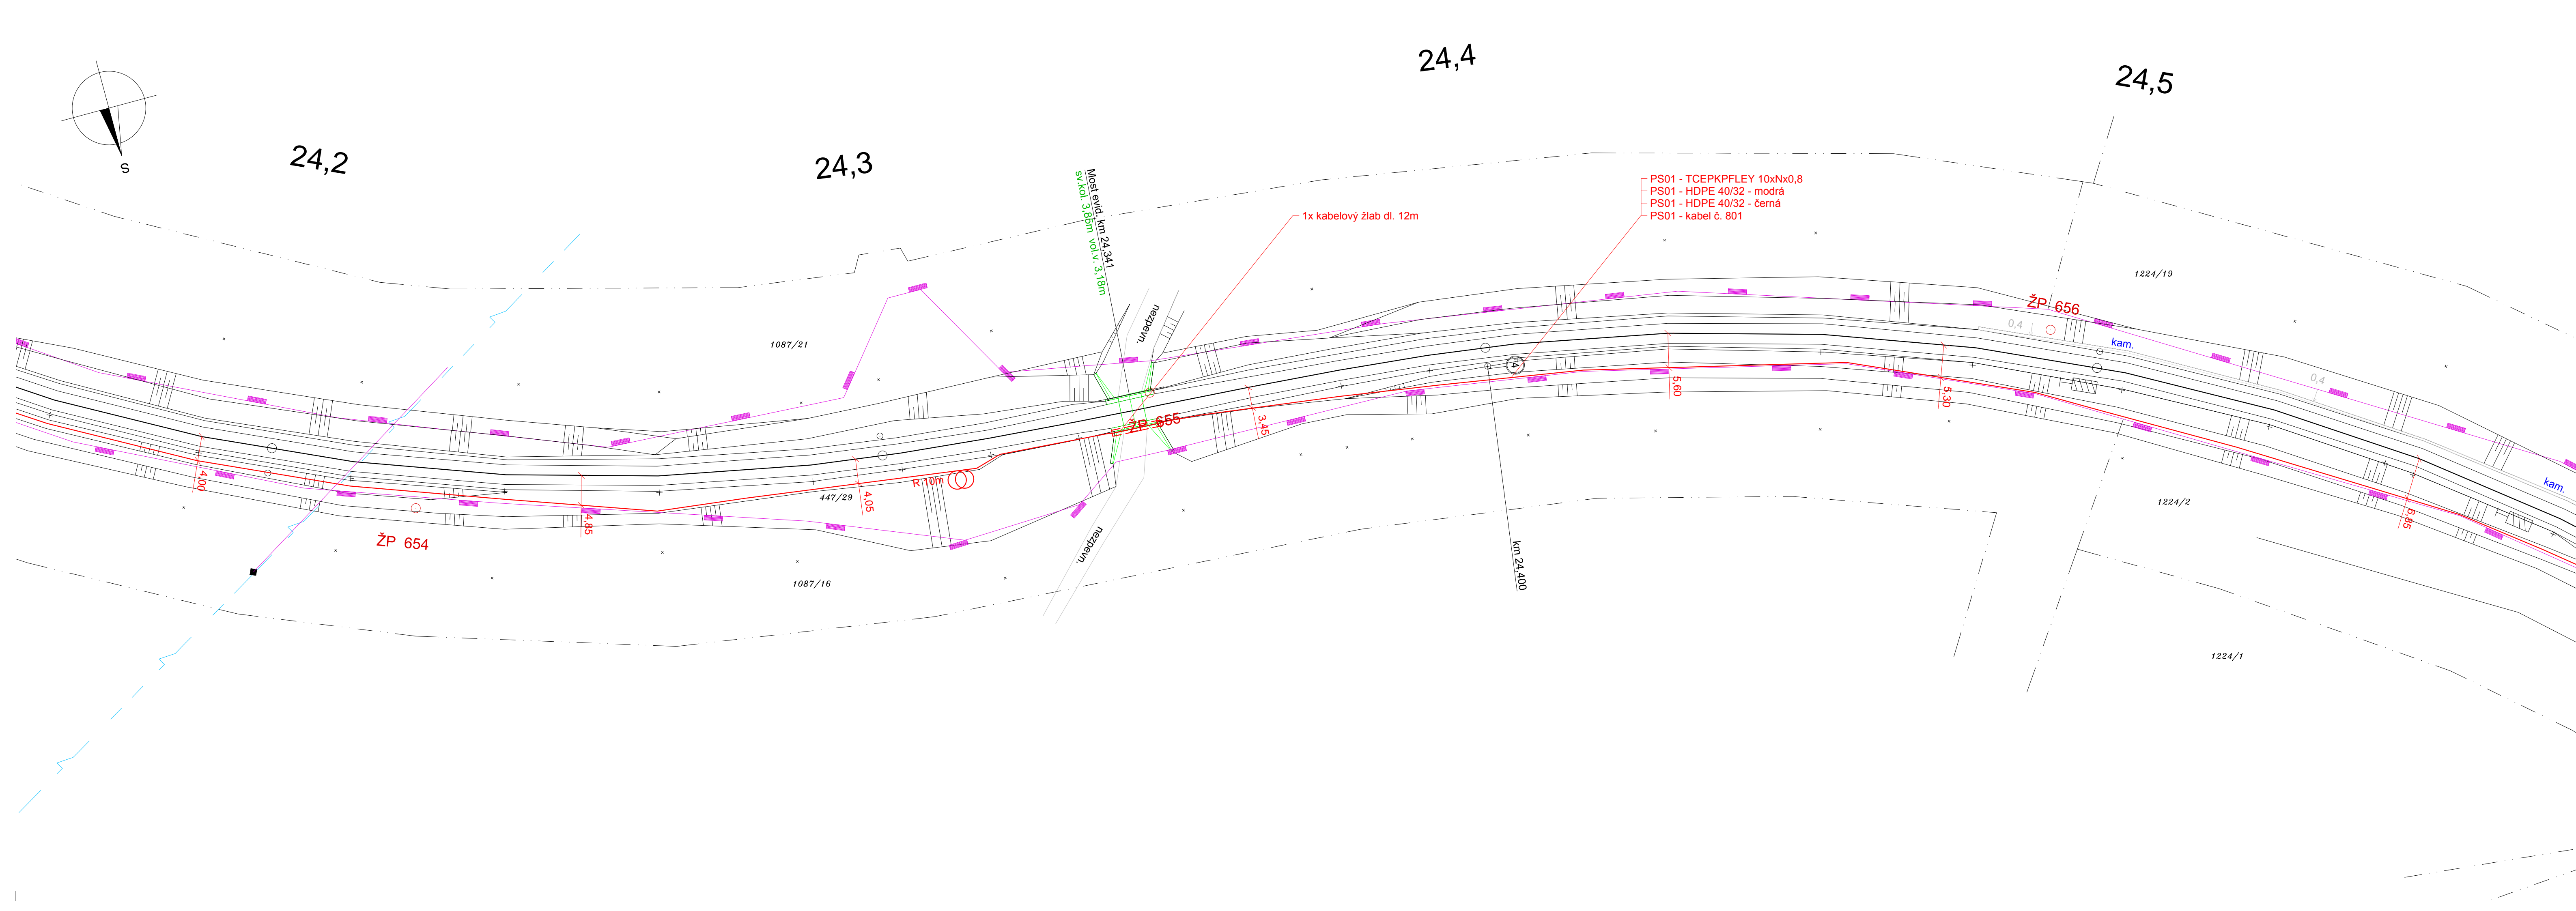 24,4
24,5
24,2
24,3
S
Most evid. km 24,341
sv.kol. 3,85m vol.v. 3,18m
1x kabelový žlab dl. 12m
PS01 - TCEPKPFLEY 10xNx0,8
PS01 - HDPE 40/32 - modrá
PS01 - HDPE 40/32 - černá
PS01 - kabel č. 801
1224/19
ŽP 656
0,4
kam.
nezpevn.
1087/21
4
0,4
5,60
5,30
3,45
ŽP 655
4,00
R 10m
447/29
4,05
4,85
kam.
6,85
1224/2
ŽP 654
nezpevn.
km 24,400
1087/16
1224/1